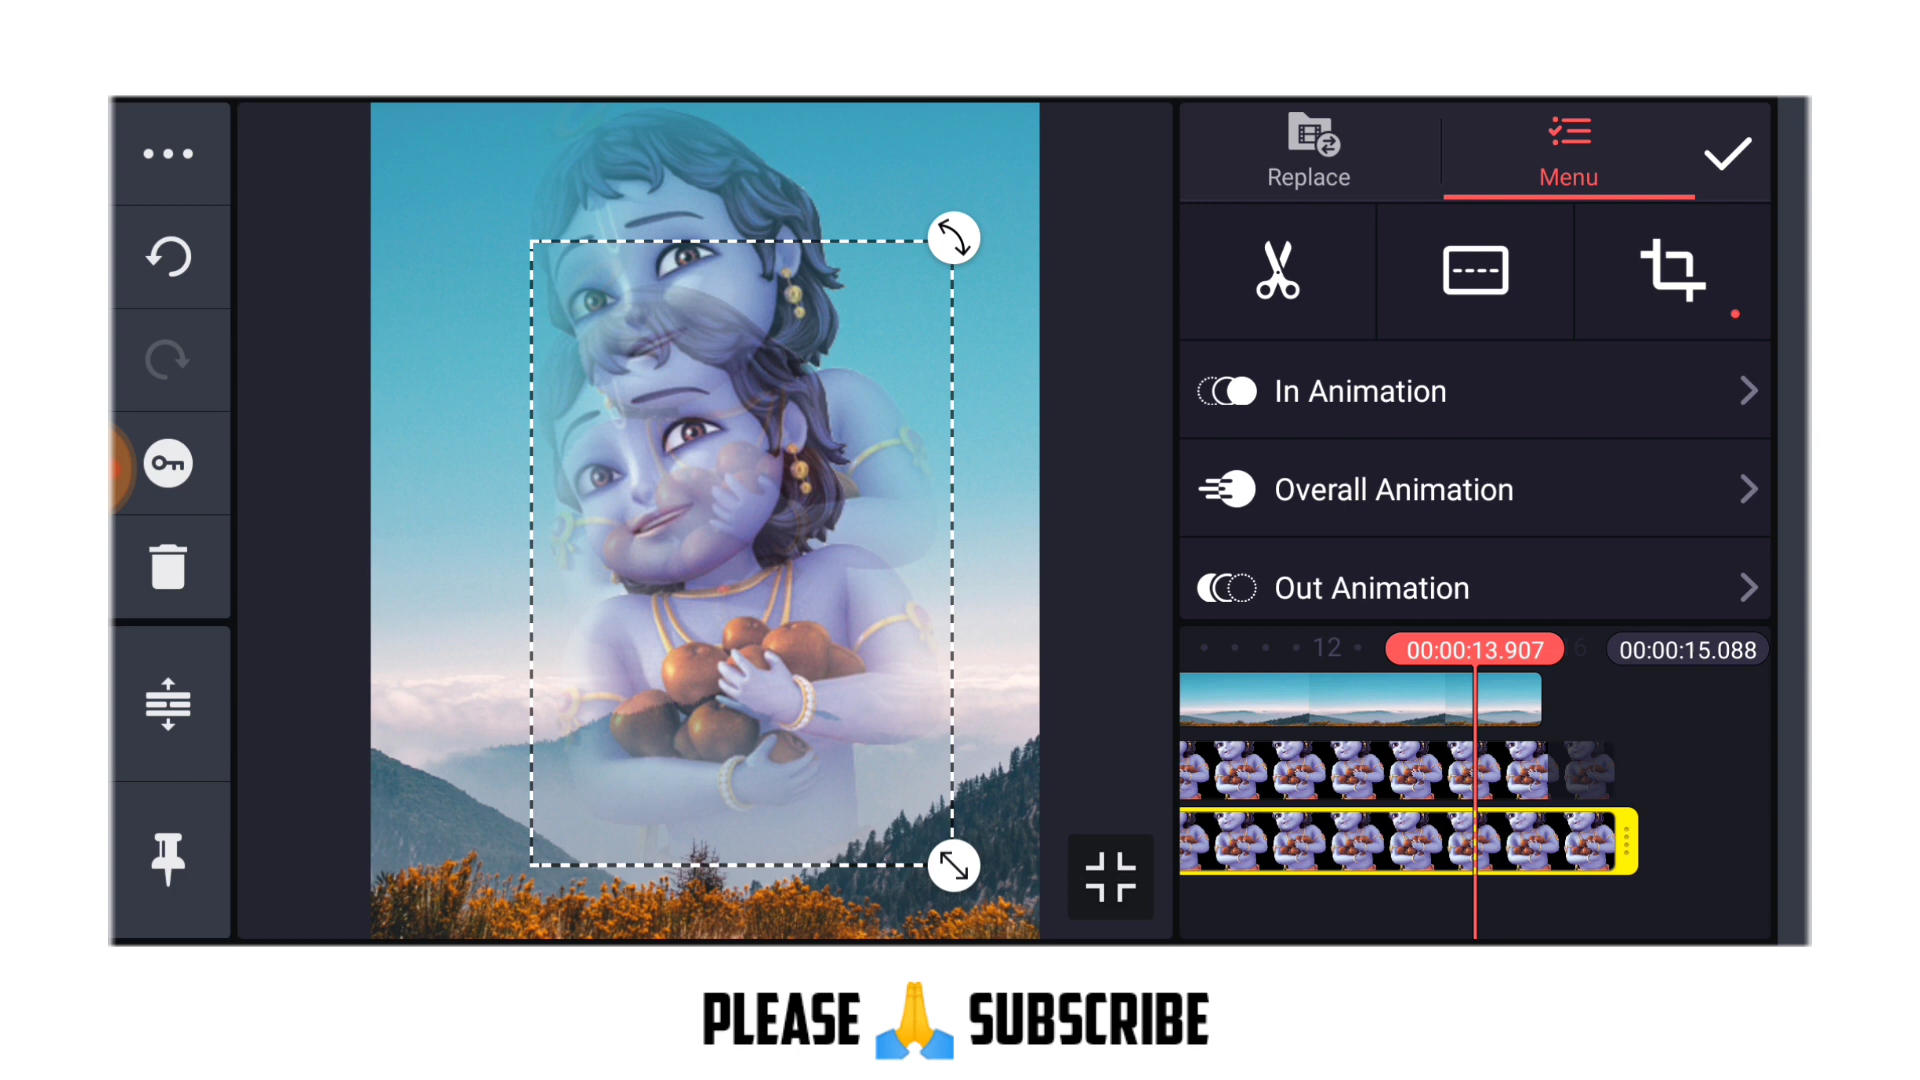 Replace
Menu
In Animation
Overall Animation
Out Animation
12
00:00:13.907
6
00:00:15.088
PLEASE 🙏 SUBSCRIBE